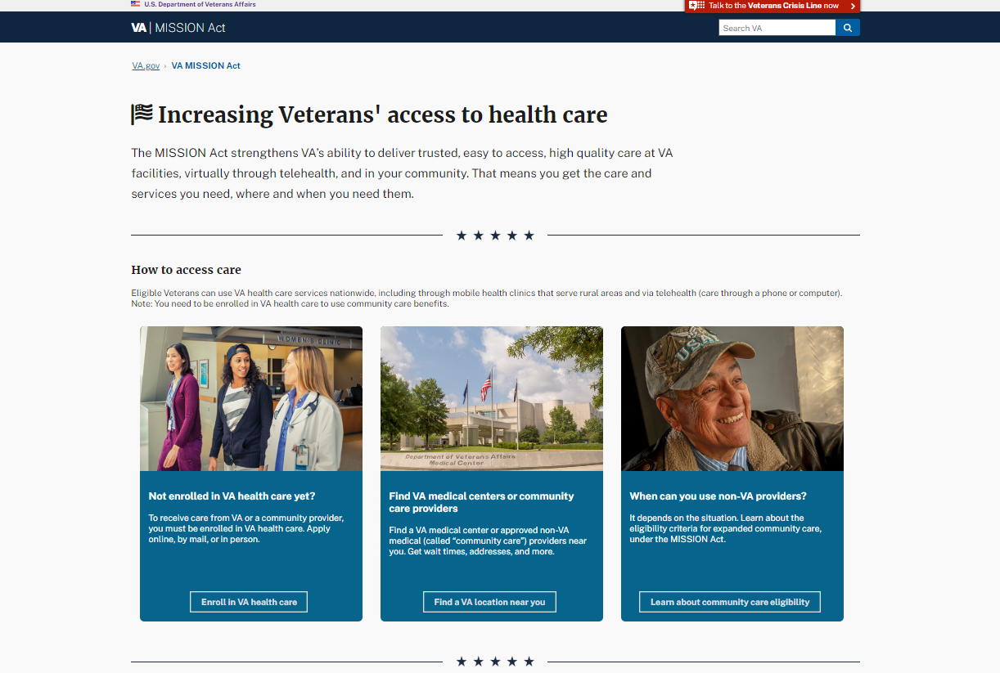 U.S. Department of Veterans Affairs
Talk to the Veterans Crisis Line now
VA | MISSION Act
Search VA
VA.gov › VA MISSION Act
Increasing Veterans' access to health care
The MISSION Act strengthens VA’s ability to deliver trusted, easy to access, high quality care at VA
facilities, virtually through telehealth, and in your community. That means you get the care and
services you need, where and when you need them.
How to access care
Eligible Veterans can use VA health care services nationwide, including through mobile health clinics that serve rural areas and via telehealth (care through a phone or computer).
Note: You need to be enrolled in VA health care to use community care benefits.
WOMEN'S CLINIC
Not enrolled in VA health care yet?
To receive care from VA or a community provider,
you must be enrolled in VA health care. Apply
online, by mail, or in person.
Enroll in VA health care
Department of Veterans Affairs
Medical Center
Find VA medical centers or community
care providers
Find a VA medical center or approved non-VA
medical (called “community care”) providers near
you. Get wait times, addresses, and more.
Find a VA location near you
USA
When can you use non-VA providers?
It depends on the situation. Learn about the
eligibility criteria for expanded community care,
under the MISSION Act.
Learn about community care eligibility